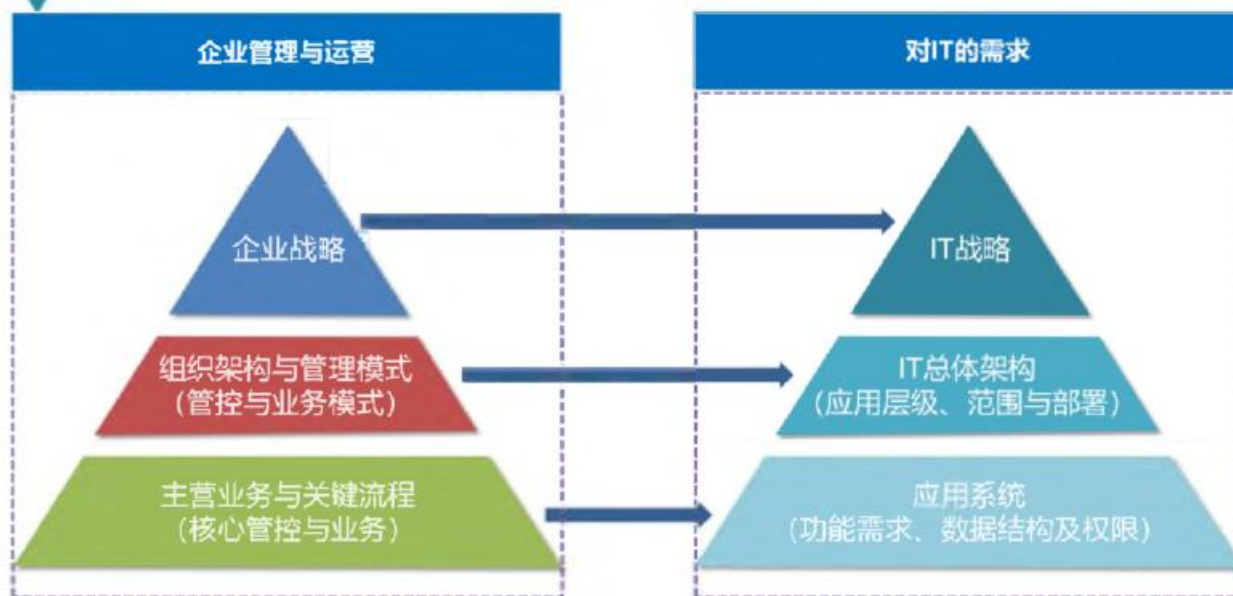 企业管理与运营
对IT的需求
企业战略
IT战略
组织架构与管理模式
（管控与业务模式）
IT总体架构
（应用层级、范围与部署）
主营业务与关键流程
（核心管控与业务）
应用系统
（功能需求、数据结构及权限）